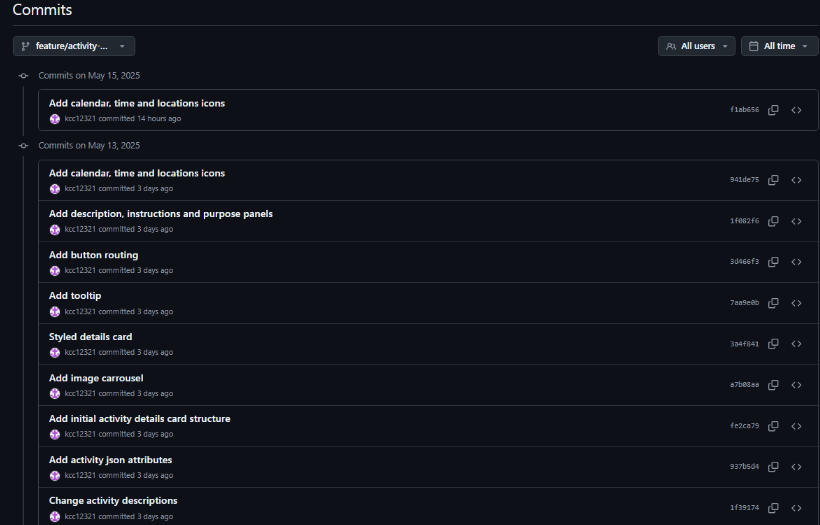 Commits
feature/activity-...
All users
All time
Commits on May 15, 2025
Add calendar, time and locations icons
kcc12321 committed 14 hours ago
f1ab656
Commits on May 13, 2025
Add calendar, time and locations icons
kcc12321 committed 3 days ago
941de75
Add description, instructions and purpose panels
kcc12321 committed 3 days ago
1f082f6
Add button routing
kcc12321 committed 3 days ago
3d466f3
Add tooltip
kcc12321 committed 3 days ago
7aa9e0b
Styled details card
kcc12321 committed 3 days ago
3a4f841
Add image carrousel
kcc12321 committed 3 days ago
a7b08aa
Add initial activity details card structure
kcc12321 committed 3 days ago
fe2ca79
Add activity json attributes
kcc12321 committed 3 days ago
937b5d4
Change activity descriptions
kcc12321 committed 3 days ago
1f39174